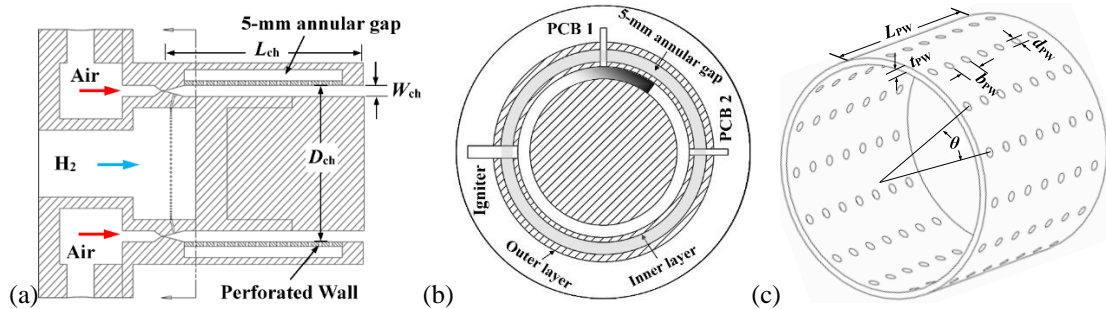 5-mm annular gap
L_ch
Air
W_ch
H₂
D_ch
Air
Perforated Wall
(a)
PCB 1
5-mm annular gap
PCB 2
Igniter
Outer layer
Inner layer
(b)
L_PW
d_PW
t_PW
b_PW
θ
(c)